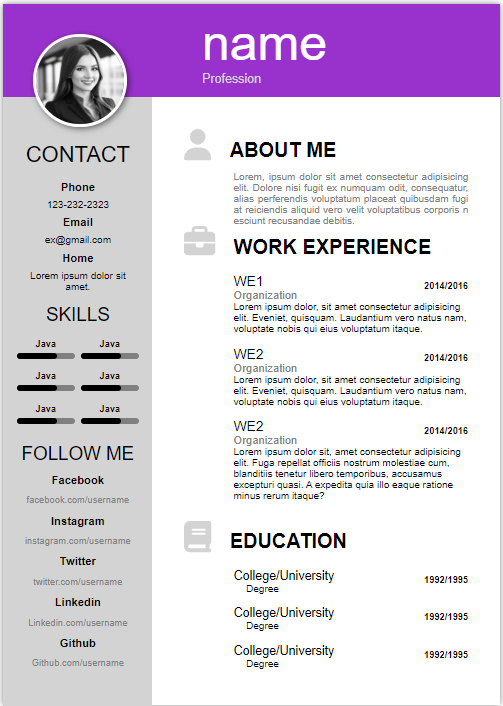 name
Profession
CONTACT
Phone
123-232-2323
Email
ex@gmail.com
Home
Lorem ipsum dolor sit
amet.
SKILLS
Java Java
Java Java
Java Java
FOLLOW ME
Facebook
facebook.com/username
Instagram
instagram.com/username
Twitter
twitter.com/username
Linkedin
Linkedin.com/username
Github
Github.com/username
ABOUT ME
Lorem, ipsum dolor sit amet consectetur adipisicing
elit. Dolore nisi fugit ex numquam odit, consequatur,
alias perferendis voluptatum placeat quibusdam fugi
at reiciendis aliquid vero velit voluptatibus corporis n
esciunt recusandae debitis.
WORK EXPERIENCE
WE1 2014/2016
Organization
Lorem ipsum dolor, sit amet consectetur adipisicing
elit. Eveniet, quisquam. Laudantium vero natus nam,
voluptate nobis qui eius voluptatum itaque.
WE2 2014/2016
Organization
Lorem ipsum dolor, sit amet consectetur adipisicing
elit. Eveniet, quisquam. Laudantium vero natus nam,
voluptate nobis qui eius voluptatum itaque.
WE2 2014/2016
Organization
Lorem ipsum dolor sit, amet consectetur adipisicing
elit. Fuga repellat officiis nostrum molestiae cum,
blanditiis laborum dolorem temporibus, accusamus
excepturi quasi. A expedita quia iure eaque ratione
minus rerum itaque?
EDUCATION
College/University 1992/1995
Degree
College/University 1992/1995
Degree
College/University 1992/1995
Degree